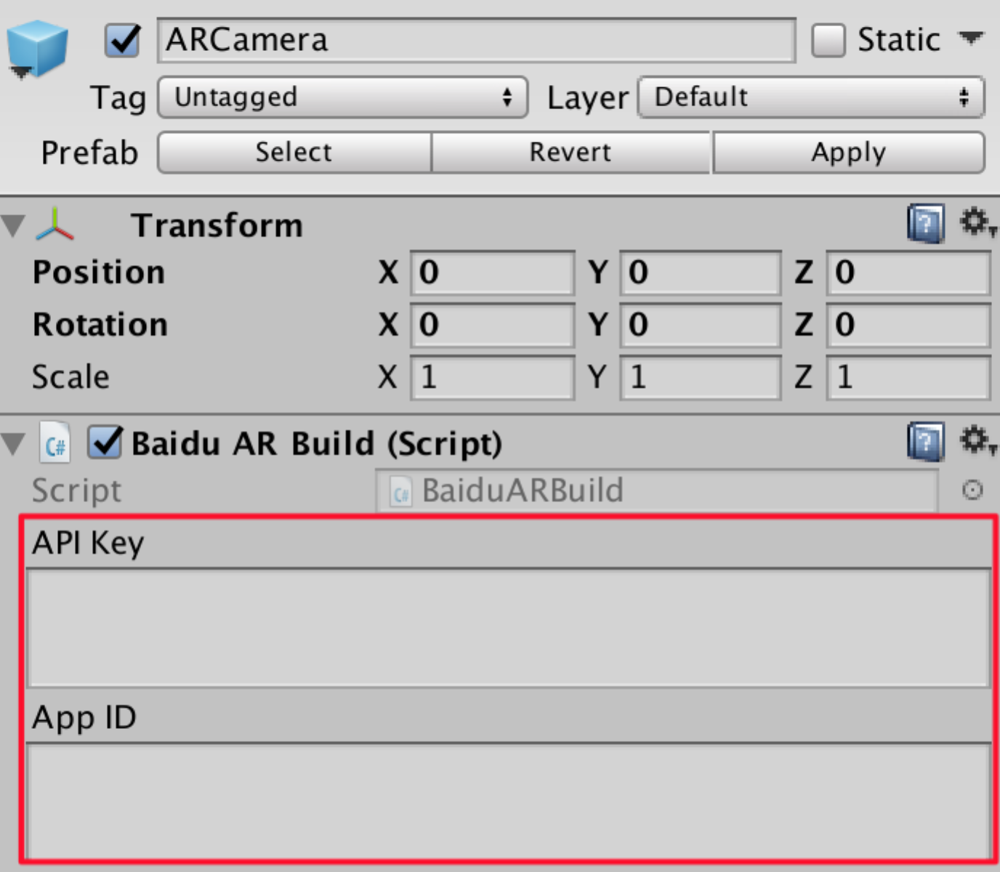 ARCamera Static
Tag Untagged Layer Default
Prefab Select Revert Apply
Transform
Position X 0 Y 0 Z 0
Rotation X 0 Y 0 Z 0
Scale X 1 Y 1 Z 1
C# Baidu AR Build (Script)
Script C# BaiduARBuild
API Key
App ID